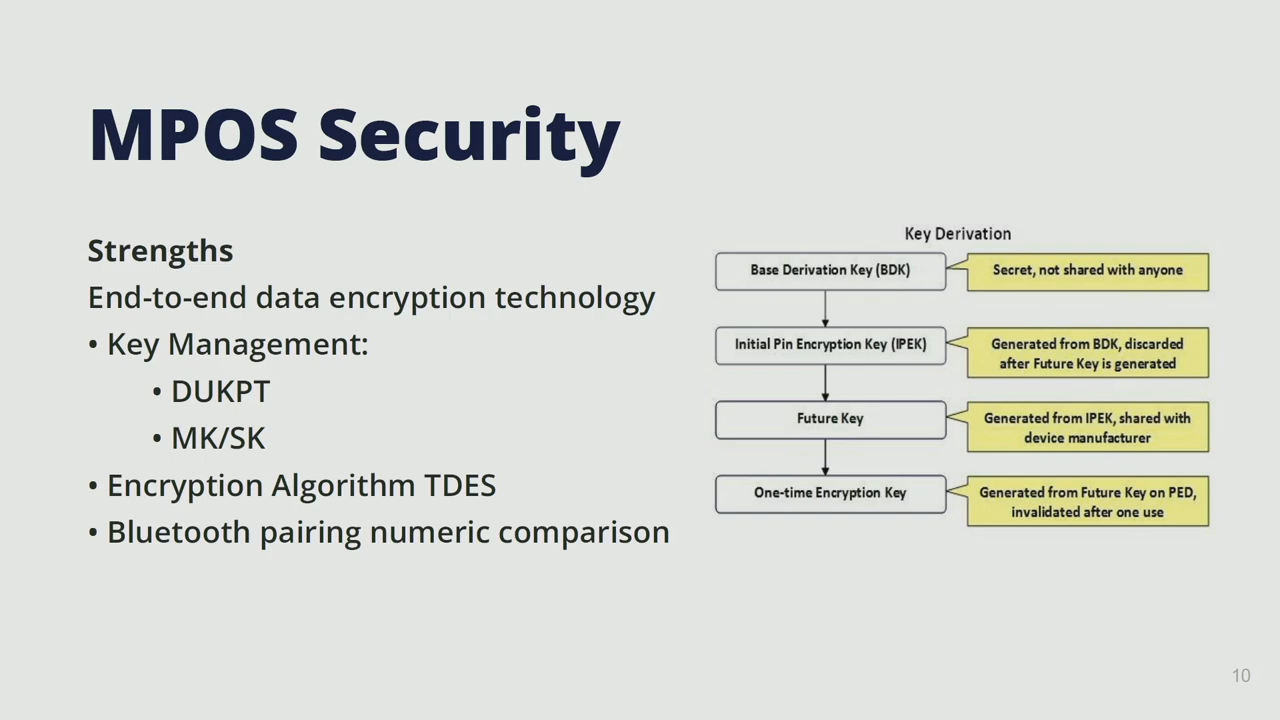 MPOS Security
Strengths
End-to-end data encryption technology
• Key Management:
• DUKPT
• MK/SK
• Encryption Algorithm TDES
• Bluetooth pairing numeric comparison
Key Derivation
Base Derivation Key (BDK)
Secret, not shared with anyone
Initial Pin Encryption Key (IPEK)
Generated from BDK, discarded
after Future Key is generated
Future Key
Generated from IPEK, shared with
device manufacturer
One-time Encryption Key
Generated from Future Key on PED,
invalidated after one use
10